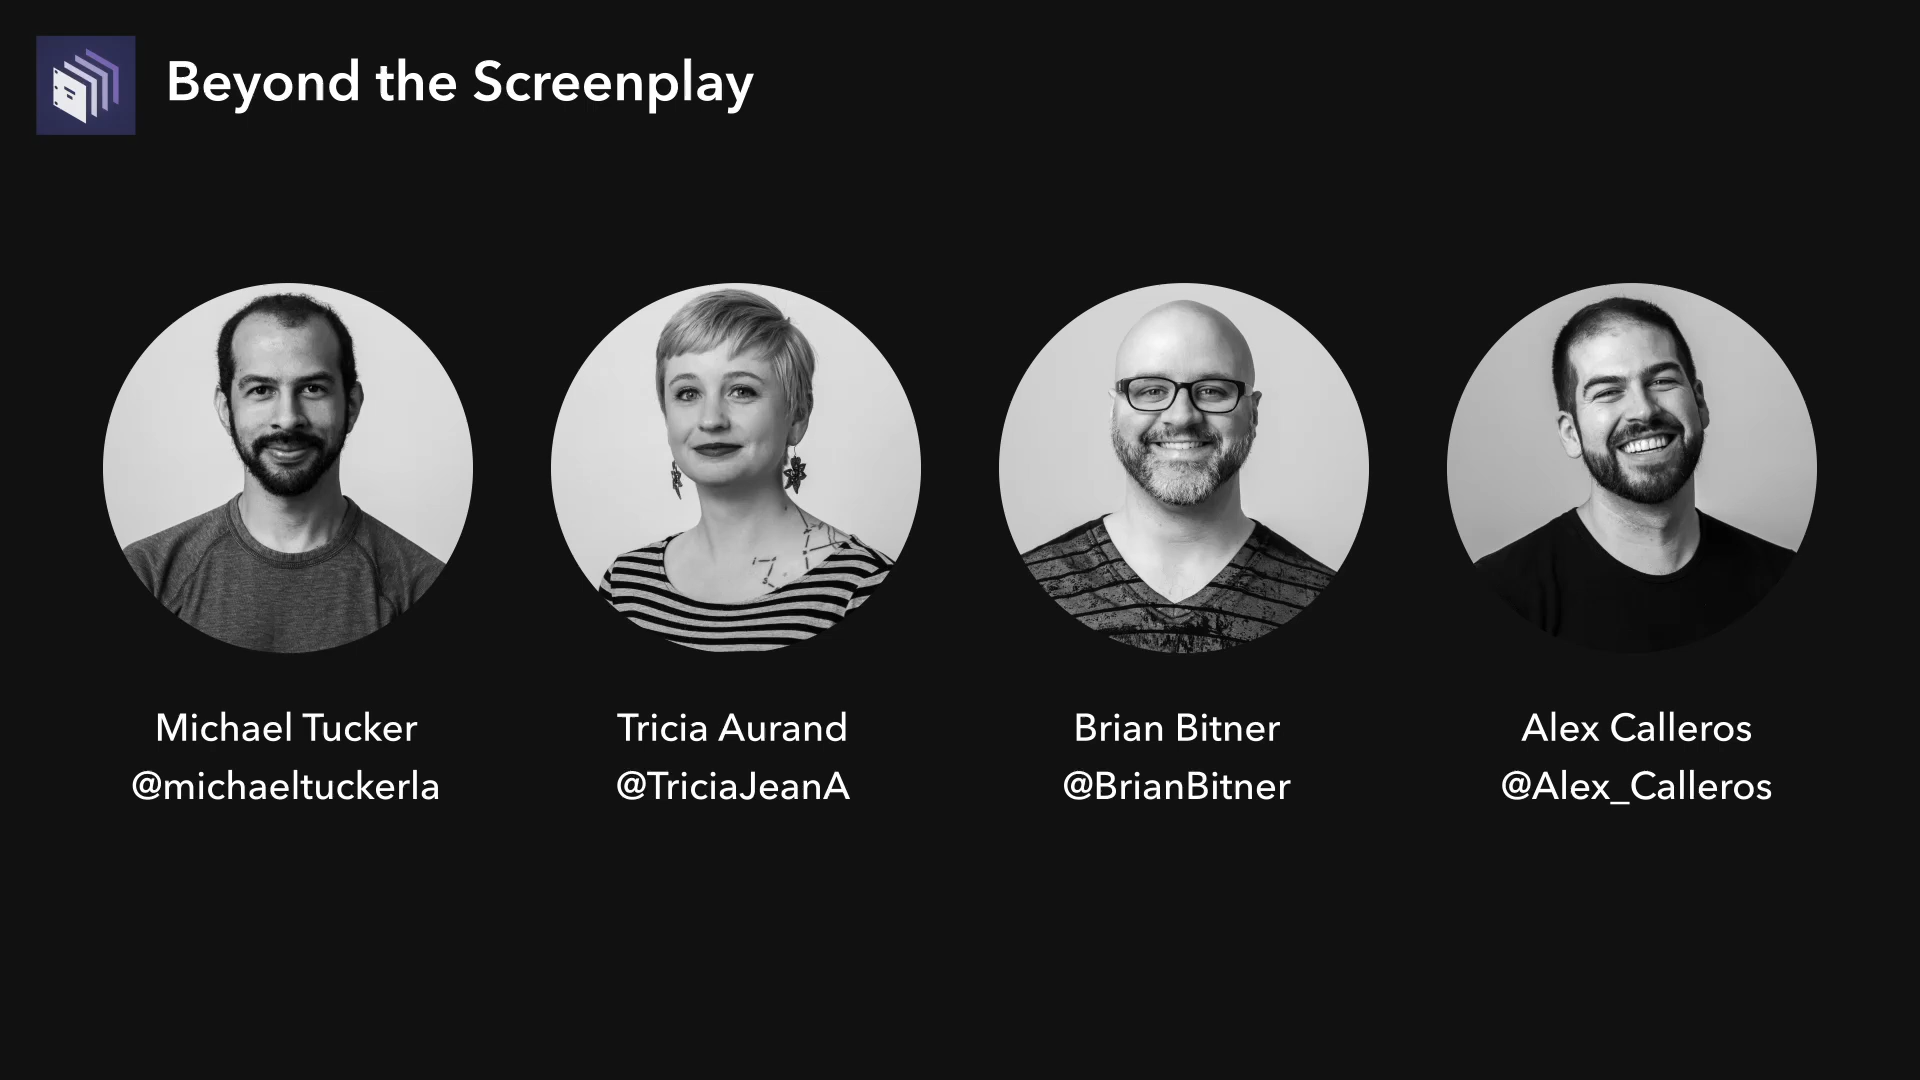 Beyond the Screenplay
Michael Tucker
@michaeltuckerla
Tricia Aurand
@TriciaJeanA
Brian Bitner
@BrianBitner
Alex Calleros
@Alex_Calleros